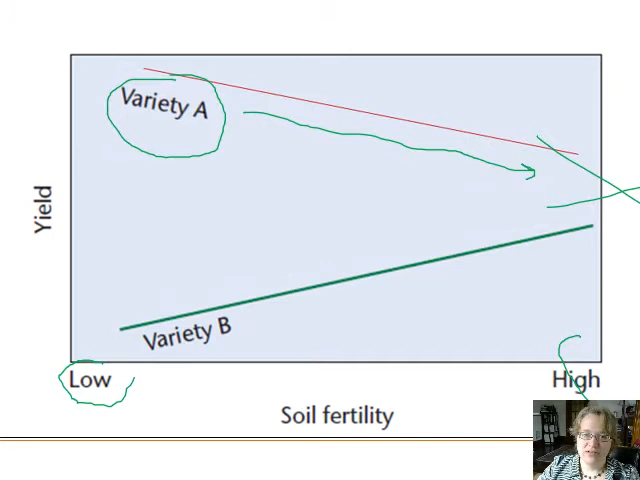 Variety A
Yield
Variety B
Low
High
Soil fertility